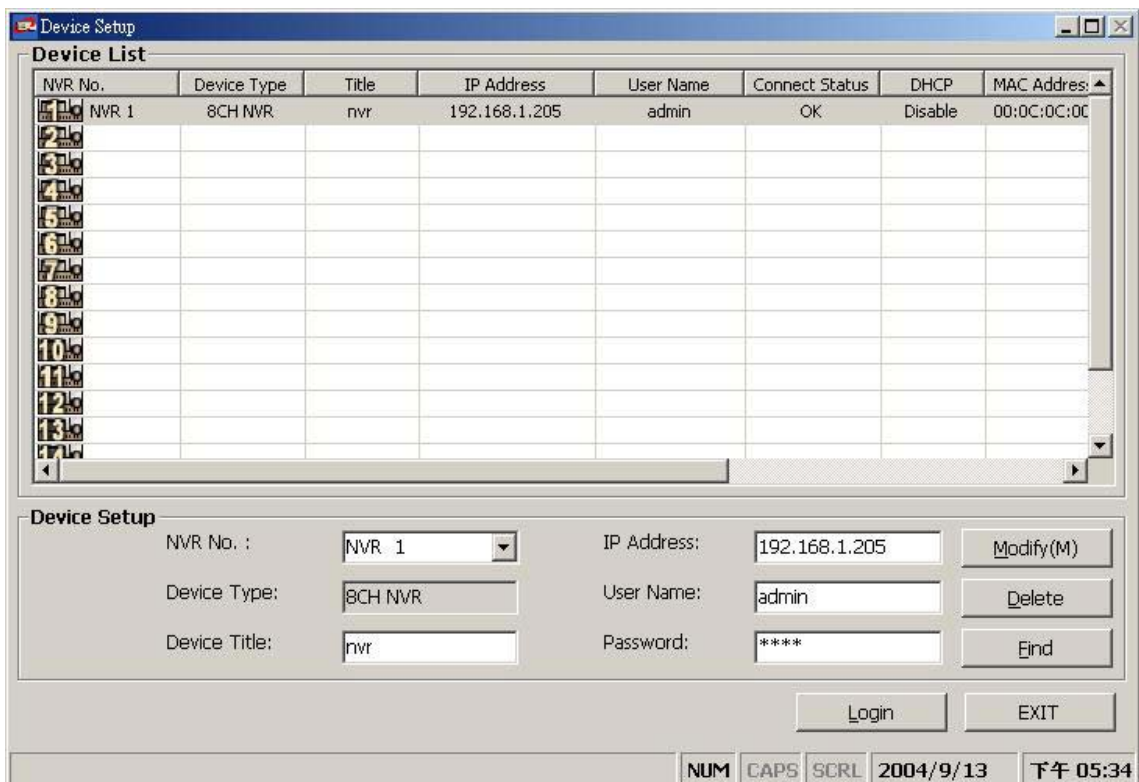 Device Setup
Device List
NVR No. Device Type Title IP Address User Name Connect Status DHCP MAC
1 NVR 1 8CH NVR nvr 192.168.1.205 admin OK Disable 00:0C:0C:0C
2
3
4
5
6
7
8
9
10
11
12
13
14
Device Setup
NVR No. : NVR 1 IP Address: 192.168.1.205 Modify(M)
Device Type: 8CH NVR User Name: admin Delete
Device Title: nvr Password: **** Find
Login EXIT
NUM CAPS SCRL 2004/9/13 下午 05:34